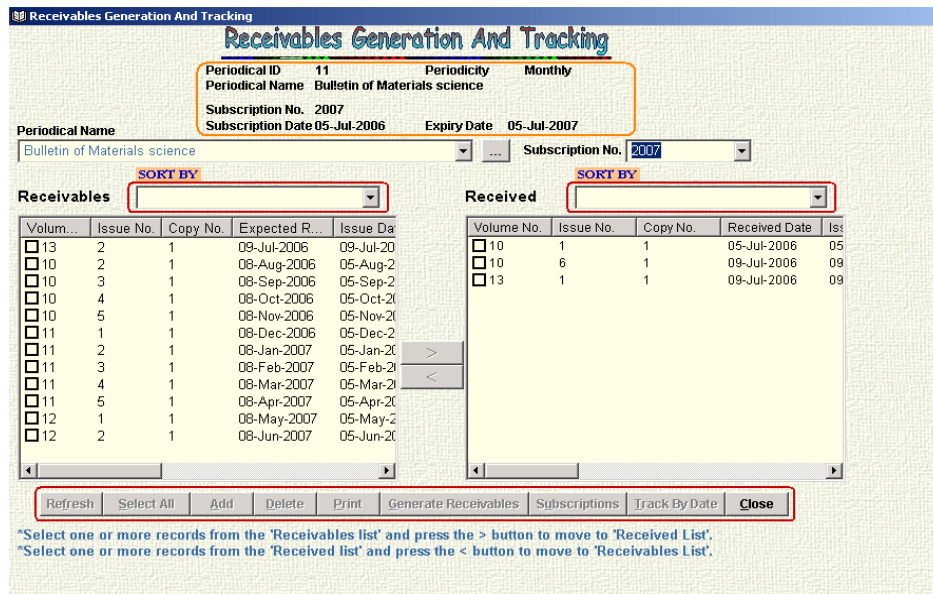 Receivables Generation And Tracking
Receivables Generation And Tracking
Periodical ID 11 Periodicity Monthly
Periodical Name Bulletin of Materials science
Subscription No. 2007
Subscription Date 05-Jul-2006 Expiry Date 05-Jul-2007
Periodical Name
Bulletin of Materials science ... Subscription No. 2007
SORT BY SORT BY
Receivables Received
Volum... Issue No. Copy No. Expected R... Issue Da Volume No. Issue No. Copy No. Received Date Iss
13 2 1 09-Jul-2006 09-Jul-20 10 1 1 05-Jul-2006 05
10 2 1 08-Aug-2006 05-Aug-2 10 6 1 09-Jul-2006 09
10 3 1 08-Sep-2006 05-Sep-2 13 1 1 09-Jul-2006 09
10 4 1 08-Oct-2006 05-Oct-20
10 5 1 08-Nov-2006 05-Nov-20
11 1 1 08-Dec-2006 05-Dec-2
11 2 1 08-Jan-2007 05-Jan-20
11 3 1 08-Feb-2007 05-Feb-20
11 4 1 08-Mar-2007 05-Mar-2
11 5 1 08-Apr-2007 05-Apr-20
12 1 1 08-May-2007 05-May-2
12 2 1 08-Jun-2007 05-Jun-20
>
<
Refresh Select All Add Delete Print Generate Receivables Subscriptions Track By Date Close
*Select one or more records from the 'Receivables list' and press the > button to move to 'Received List'.
*Select one or more records from the 'Received list' and press the < button to move to 'Receivables List'.